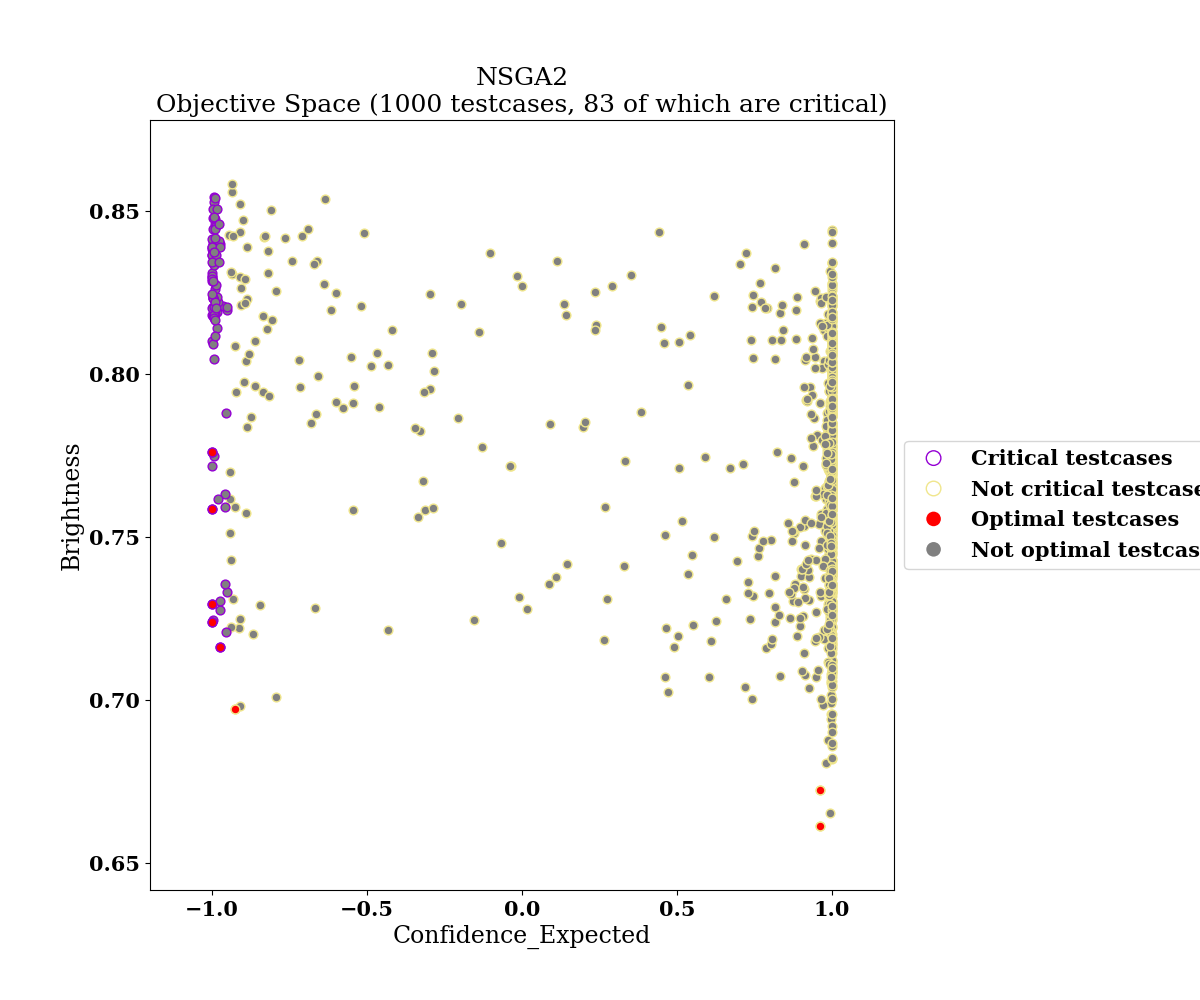 NSGA2
Objective Space (1000 testcases, 83 of which are critical)
0.85
0.80
0.75
0.70
0.65
Brightness
−1.0
−0.5
0.0
0.5
1.0
Confidence_Expected
Critical testcases
Not critical testcase
Optimal testcases
Not optimal testcas